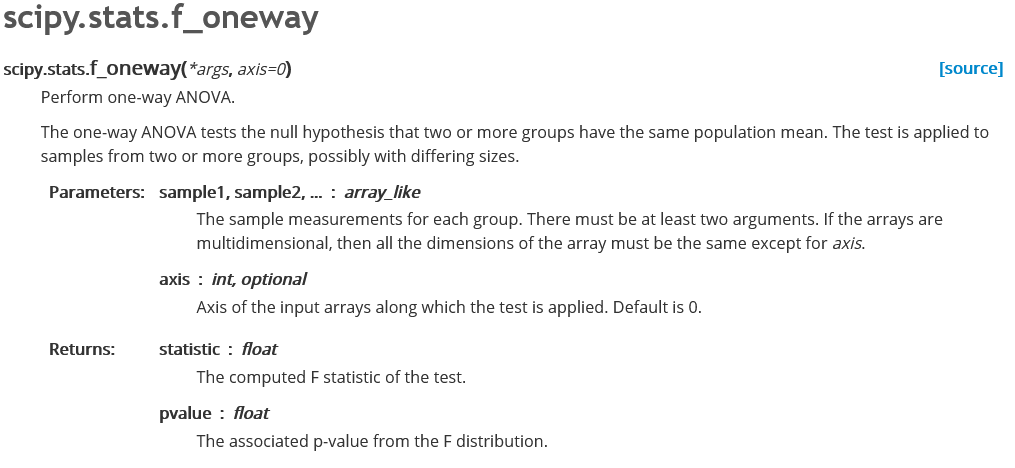 scipy.stats.f_oneway
scipy.stats.f_oneway(*args, axis=0) [source]
Perform one-way ANOVA.
The one-way ANOVA tests the null hypothesis that two or more groups have the same population mean. The test is applied to
samples from two or more groups, possibly with differing sizes.
Parameters: sample1, sample2, ... : array_like
The sample measurements for each group. There must be at least two arguments. If the arrays are
multidimensional, then all the dimensions of the array must be the same except for axis.
axis : int, optional
Axis of the input arrays along which the test is applied. Default is 0.
Returns: statistic : float
The computed F statistic of the test.
pvalue : float
The associated p-value from the F distribution.